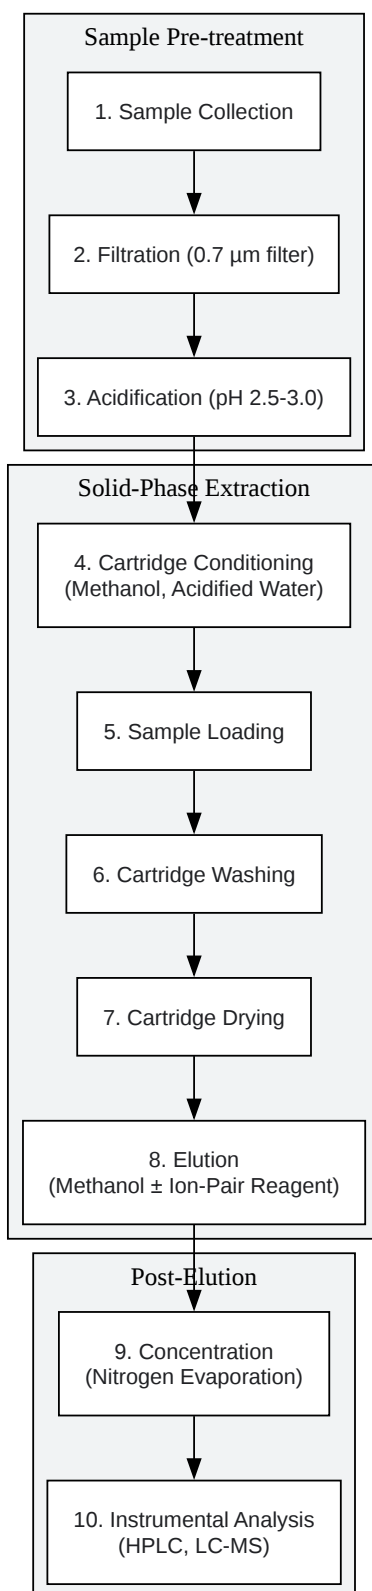 Sample Pre-treatment
1. Sample Collection
2. Filtration (0.7 µm filter)
3. Acidification (pH 2.5-3.0)
Solid-Phase Extraction
4. Cartridge Conditioning
(Methanol, Acidified Water)
5. Sample Loading
6. Cartridge Washing
7. Cartridge Drying
8. Elution
(Methanol ± Ion-Pair Reagent)
Post-Elution
9. Concentration
(Nitrogen Evaporation)
10. Instrumental Analysis
(HPLC, LC-MS)